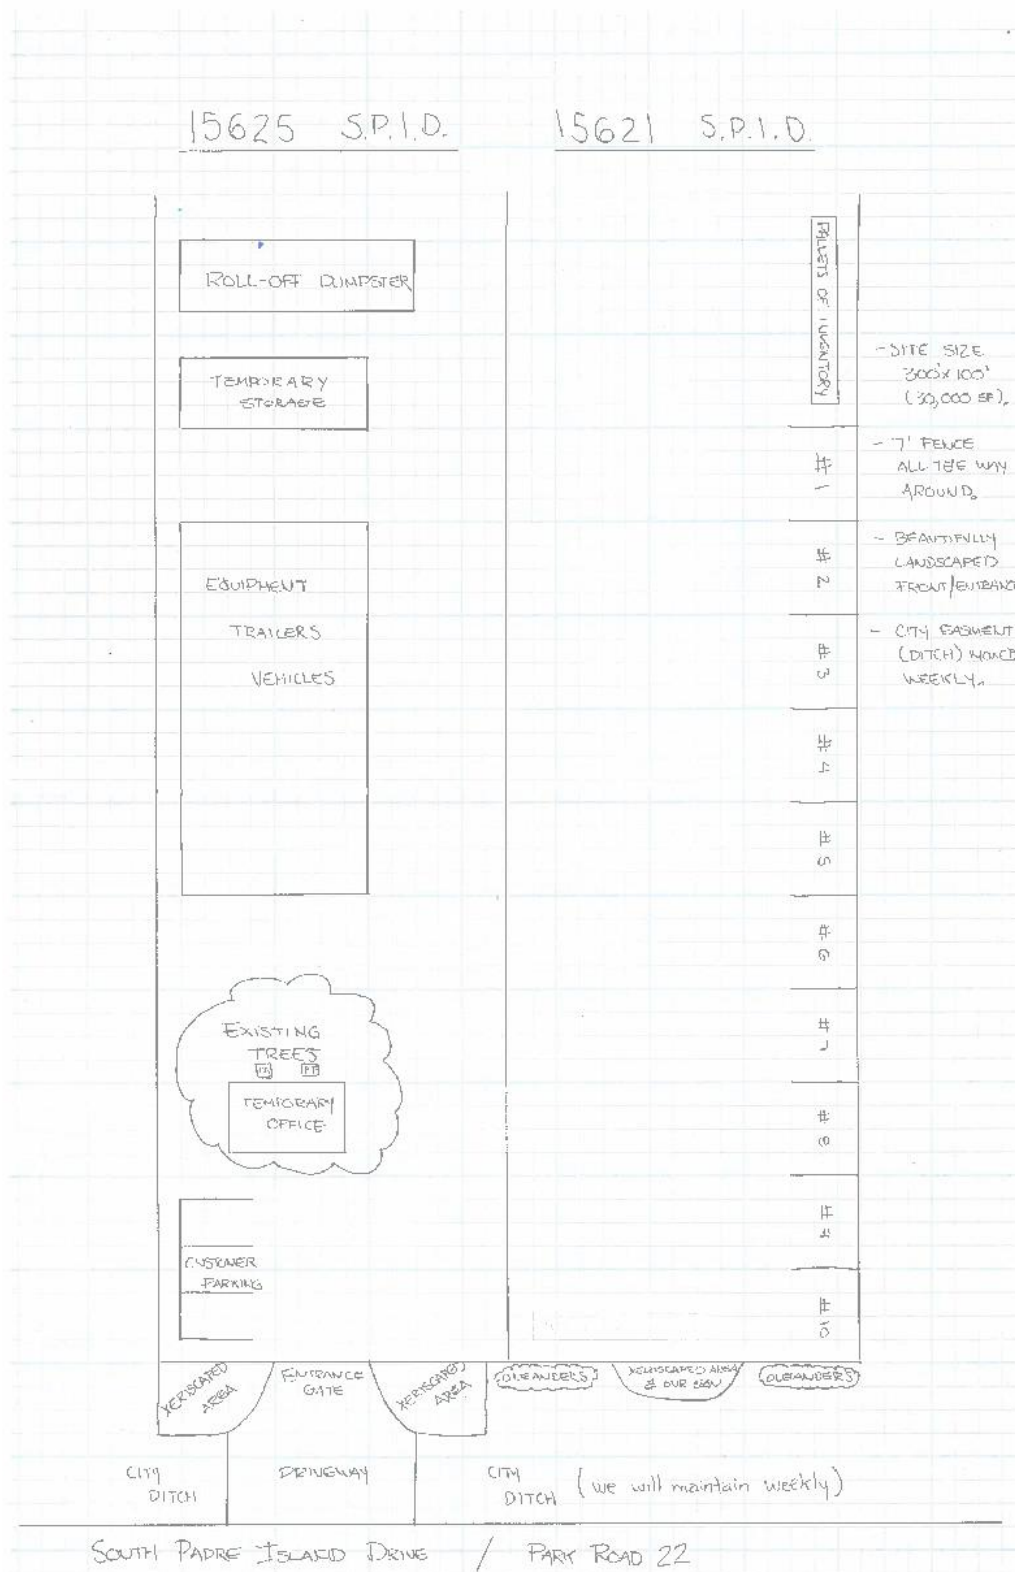 15625 S.P.I.D.
15621 S.P.I.D.
ROLL-OFF DUMPSTER
TEMPORARY
STORAGE
EQUIPMENT
TRAILERS
VEHICLES
EXISTING
TREES
TEMPORARY
OFFICE
CUSTOMER
PARKING
PALLETS OF INVENTORY
#1
#2
#3
#4
#5
#6
#7
#8
#9
#10
- SITE SIZE
300'x100'
(30,000 SF).
- 7' FENCE
ALL THE WAY
AROUND.
- BEAUTIFULLY
LANDSCAPED
FRONT/ENTRANCE
- CITY EASMENT
(DITCH) MOWED
WEEKLY.
XERISCAPED
AREA
ENTRANCE
GATE
XERISCAPED
AREA
OLEANDERS
XERISCAPED AREA
& OUR SIGN
OLEANDERS
CITY
DITCH
DRIVEWAY
CITY
DITCH (we will maintain weekly)
SOUTH PADRE ISLAND DRIVE / PARK ROAD 22